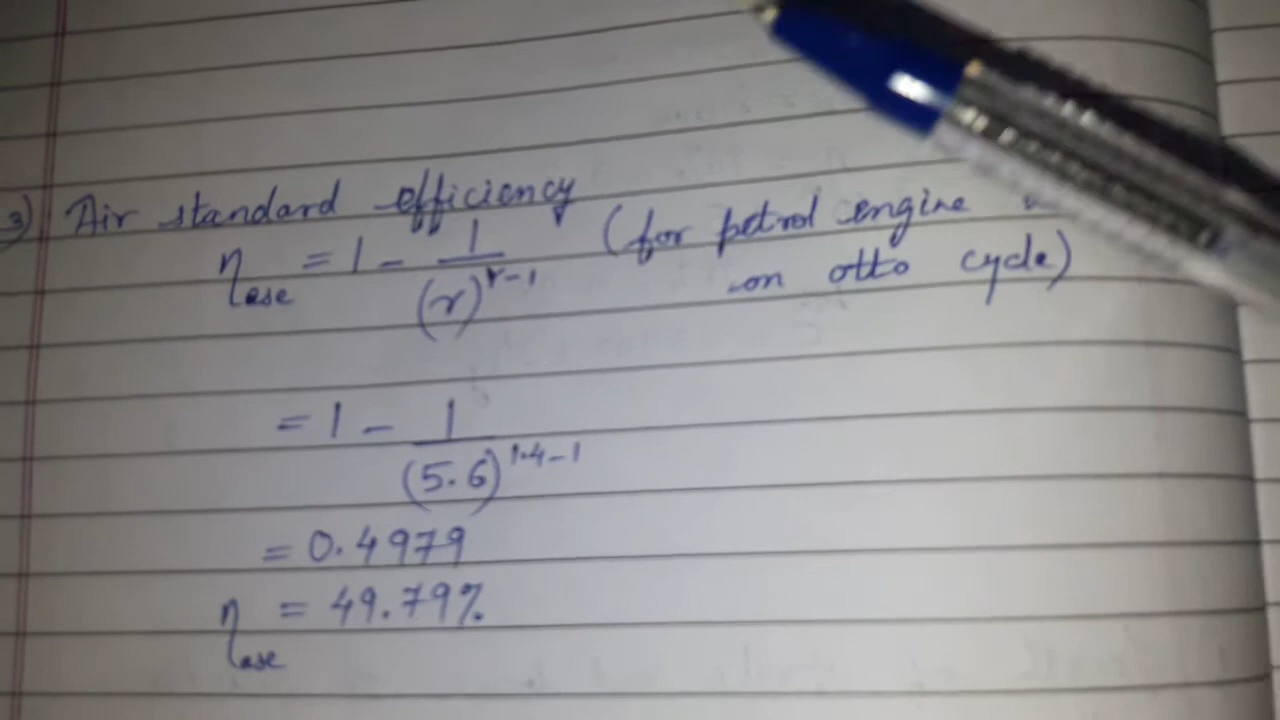 3) Air standard efficiency
η_ase = 1 - 1/(r)^γ-1 (for petrol engine
on otto cycle)
= 1 - 1/(5.6)^1.4-1
= 0.4979
η_ase = 49.79%